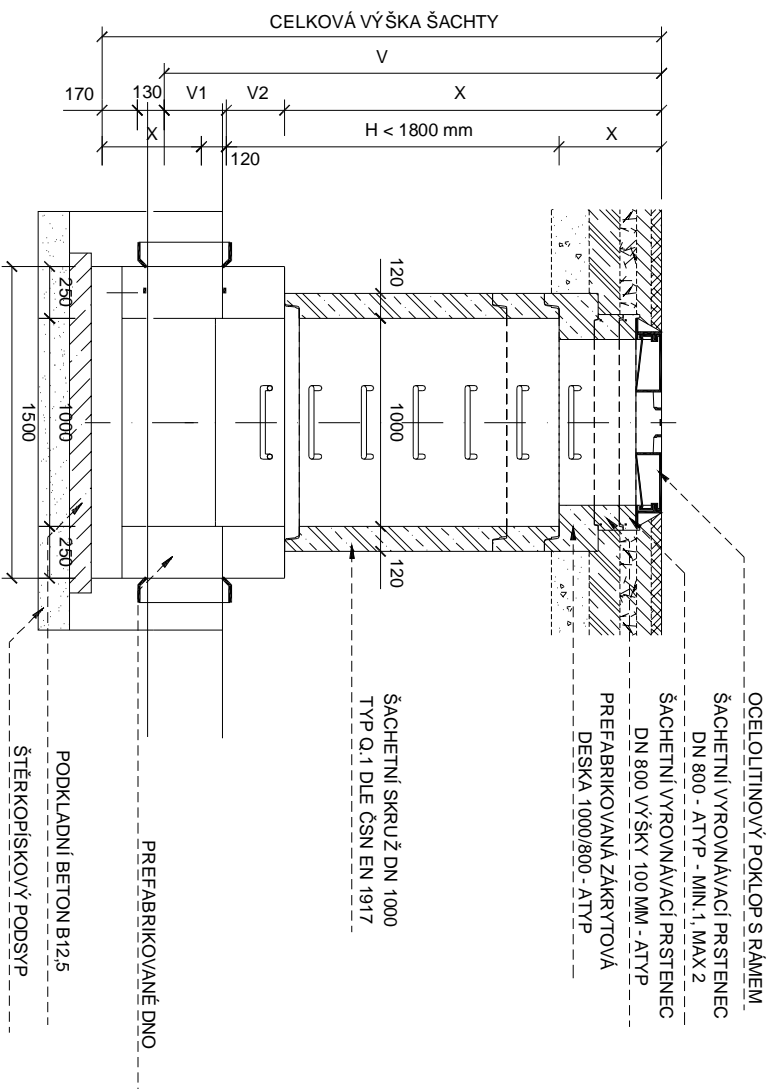 CELKOVÁ VÝŠKA ŠACHTY
V
170
130
V1
V2
X
X
120
H < 1800 mm
X
120
250
1000
1000
1500
250
120
OCELOLITINOVÝ POKLOP S RÁMEM
ŠACHETNÍ VYROVNÁVACÍ PRSTENEC
DN 800 - ATYP - MIN.1, MAX 2
ŠACHETNÍ VYROVNÁVACÍ PRSTENEC
DN 800 VÝŠKY 100 MM - ATYP
PREFABRIKOVANÁ ZÁKRYTOVÁ
DESKA 1000/800 - ATYP
ŠACHETNÍ SKRUŽ DN 1000
TYP Q.1 DLE ČSN EN 1917
PREFABRIKOVANÉ DNO
PODKLADNÍ BETON B12,5
ŠTĚRKOPÍSKOVÝ PODSYP